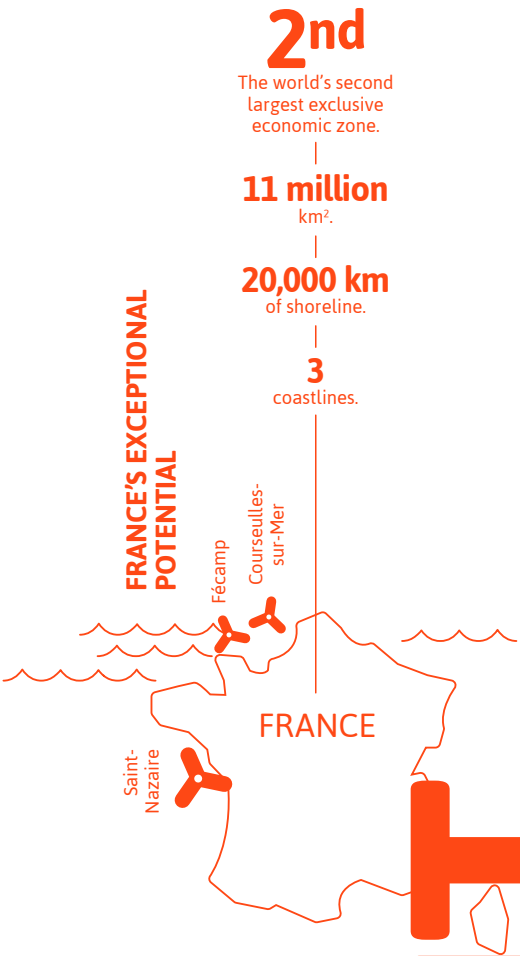 2nd
The world’s second
largest exclusive
economic zone.
11 million
km².
20,000 km
of shoreline.
3
coastlines.
FRANCE’S EXCEPTIONAL
POTENTIAL
Fécamp
Courseulles-
sur-Mer
FRANCE
Saint-
Nazaire